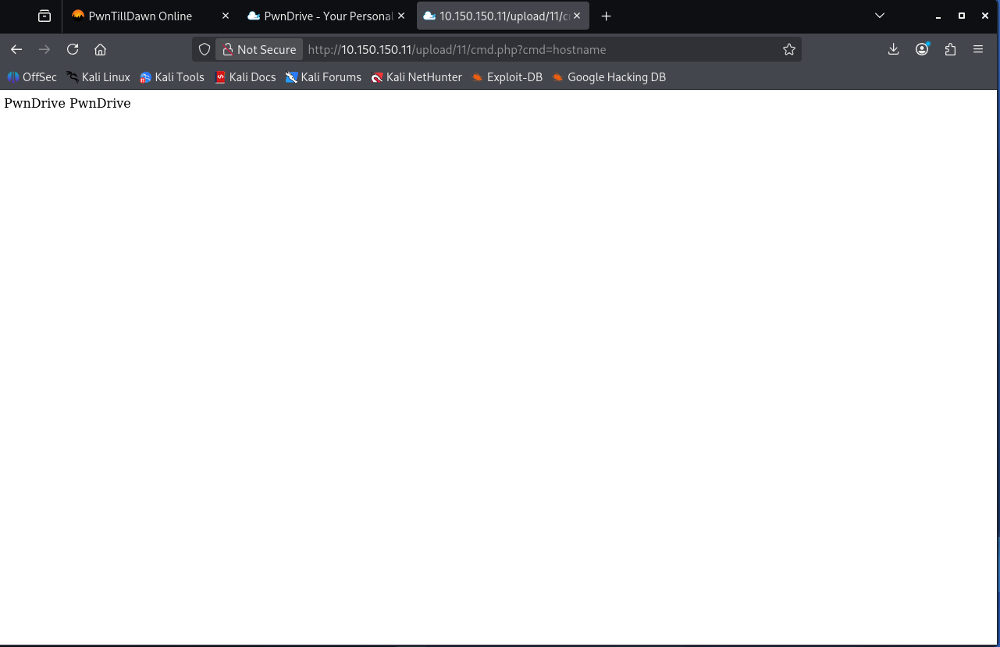 PwnTillDawn Online
PwnDrive - Your Personal
10.150.150.11/upload/11/c
Not Secure
http://10.150.150.11/upload/11/cmd.php?cmd=hostname
OffSec
Kali Linux
Kali Tools
Kali Docs
Kali Forums
Kali NetHunter
Exploit-DB
Google Hacking DB
PwnDrive PwnDrive